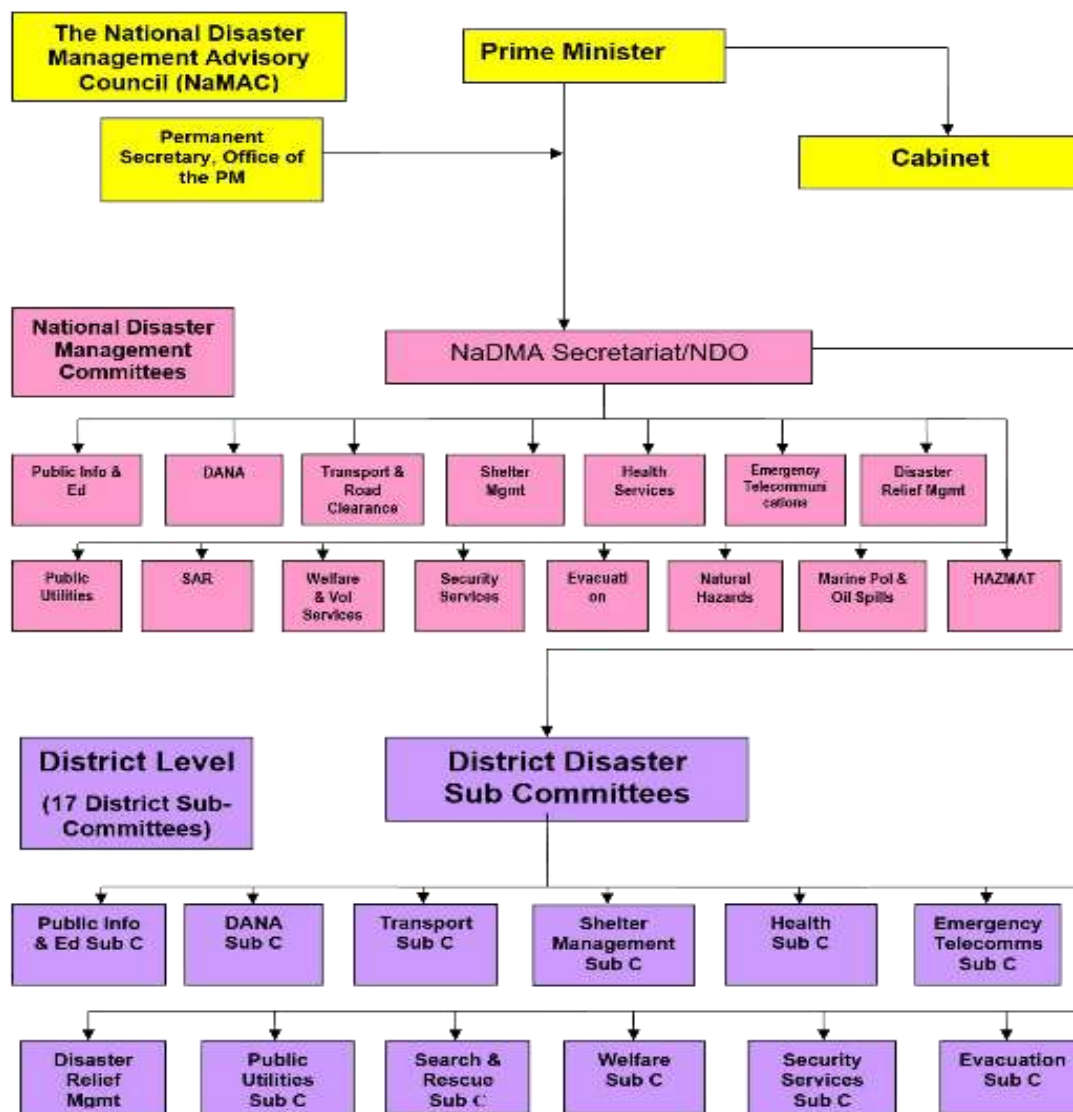 The National Disaster
Management Advisory
Council (NaMAC)
Prime Minister
Permanent
Secretary, Office of
the PM
Cabinet
National Disaster
Management
Committees
NaDMA Secretariat/NDO
Public Info &
Ed
DANA
Transport &
Road
Clearance
Shelter
Mgmt
Health
Services
Emergency
Telecommuni
cations
Disaster
Relief Mgmt
Public
Utilities
SAR
Welfare
& Vol
Services
Security
Services
Evacuati
on
Natural
Hazards
Marine Pol &
Oil Spills
HAZMAT
District Level
(17 District Sub-
Committees)
District Disaster
Sub Committees
Public Info
& Ed Sub C
DANA
Sub C
Transport
Sub C
Shelter
Management
Sub C
Health
Sub C
Emergency
Telecomms
Sub C
Disaster
Relief
Mgmt
Public
Utilities
Sub C
Search &
Rescue
Sub C
Welfare
Sub C
Security
Services
Sub C
Evacuation
Sub C